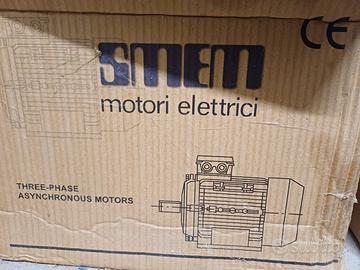 SMEM
CE
motori elettrici
THREE-PHASE
ASYNCHRONOUS MOTORS